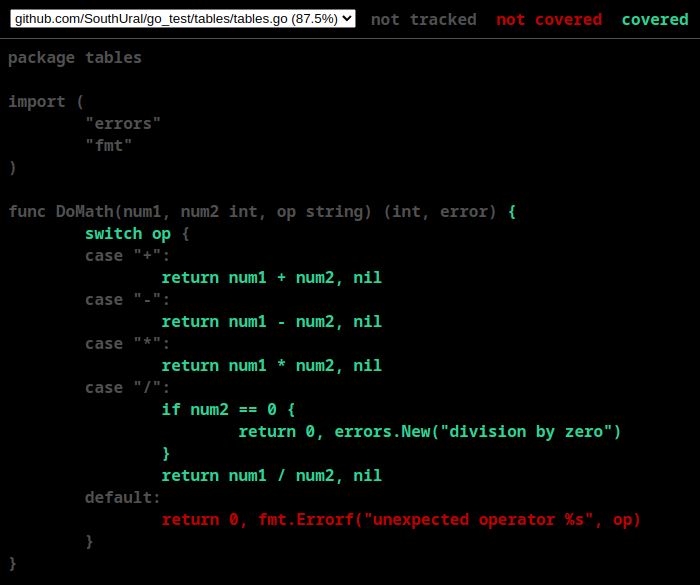 github.com/SouthUral/go_test/tables/tables.go (87.5%) not tracked not covered covered
package tables
import (
"errors"
"fmt"
)
func DoMath(num1, num2 int, op string) (int, error) {
switch op {
case "+":
return num1 + num2, nil
case "-":
return num1 - num2, nil
case "*":
return num1 * num2, nil
case "/":
if num2 == 0 {
return 0, errors.New("division by zero")
}
return num1 / num2, nil
default:
return 0, fmt.Errorf("unexpected operator %s", op)
}
}